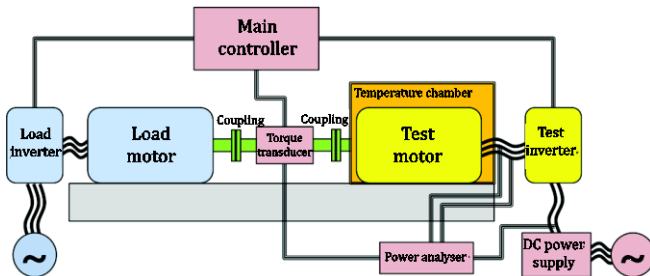 Main
controller
Temperature chamber
Coupling
Coupling
Load
inverter
Load
motor
Torque
transducer
Test
motor
Test
inverter.
~
Power analyser.
DC power
supply
~